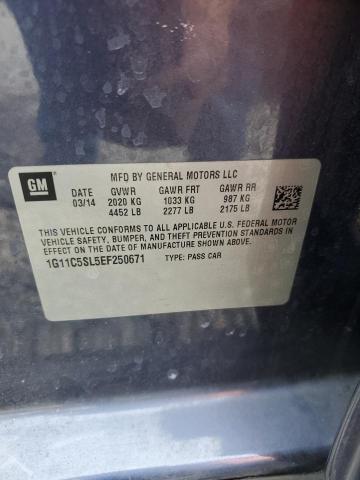 GM
MFD BY GENERAL MOTORS LLC
DATE GVWR GAWR FRT GAWR RR
03/14 2020 KG 1033 KG 987 KG
4452 LB 2277 LB 2175 LB
THIS VEHICLE CONFORMS TO ALL APPLICABLE U.S. FEDERAL MOTOR
VEHICLE SAFETY, BUMPER, AND THEFT PREVENTION STANDARDS IN
EFFECT ON THE DATE OF MANUFACTURE SHOWN ABOVE.
1G11C5SL5EF250671 TYPE: PASS CAR